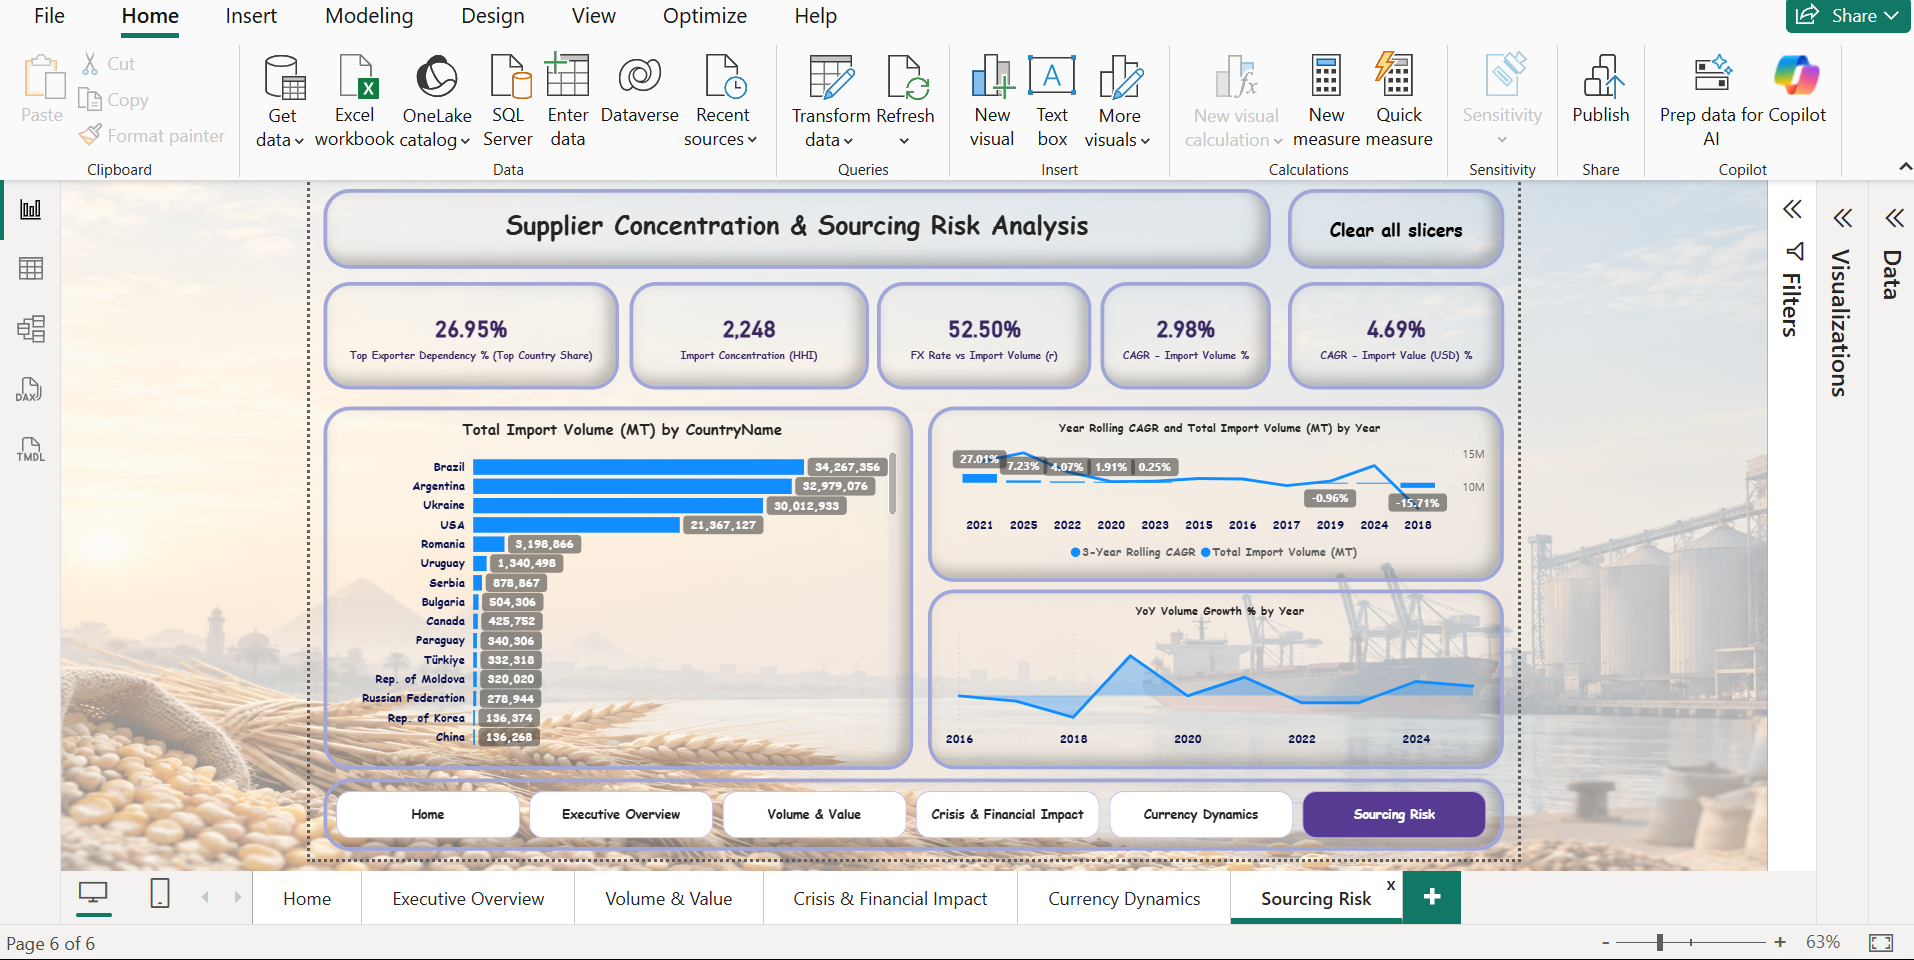 File Home Insert Modeling Design View Optimize Help Share
Paste
Cut
Copy
Format painter
Clipboard
Get data
Excel workbook
OneLake catalog
SQL Server
Enter data
Dataverse
Recent sources
Data
Transform data
Refresh
Queries
New visual
Text box
More visuals
Insert
New visual calculation
New measure
Quick measure
Calculations
Sensitivity
Sensitivity
Publish
Share
Prep data for AI
Copilot
Copilot
DAX
TMDL
Supplier Concentration & Sourcing Risk Analysis
Clear all slicers
26.95%
Top Exporter Dependency % (Top Country Share)
2,248
Import Concentration (HHI)
52.50%
FX Rate vs Import Volume (r)
2.98%
CAGR - Import Volume %
4.69%
CAGR - Import Value (USD) %
Total Import Volume (MT) by CountryName
Brazil 34,267,356
Argentina 32,979,076
Ukraine 30,012,933
USA 21,367,127
Romania 3,198,866
Uruguay 1,340,498
Serbia 878,867
Bulgaria 504,306
Canada 425,752
Paraguay 340,306
Türkiye 332,318
Rep. of Moldova 320,020
Russian Federation 278,944
Rep. of Korea 136,374
China 136,268
Year Rolling CAGR and Total Import Volume (MT) by Year
15M
27.01% 7.23% 4.07% 1.91% 0.25%
10M
-0.96% -15.71%
2021 2025 2022 2020 2023 2015 2016 2017 2019 2024 2018
3-Year Rolling CAGR Total Import Volume (MT)
YoY Volume Growth % by Year
2016 2018 2020 2022 2024
Home Executive Overview Volume & Value Crisis & Financial Impact Currency Dynamics Sourcing Risk
Filters
Visualizations
Data
Home Executive Overview Volume & Value Crisis & Financial Impact Currency Dynamics Sourcing Risk x +
Page 6 of 6
- + 63%